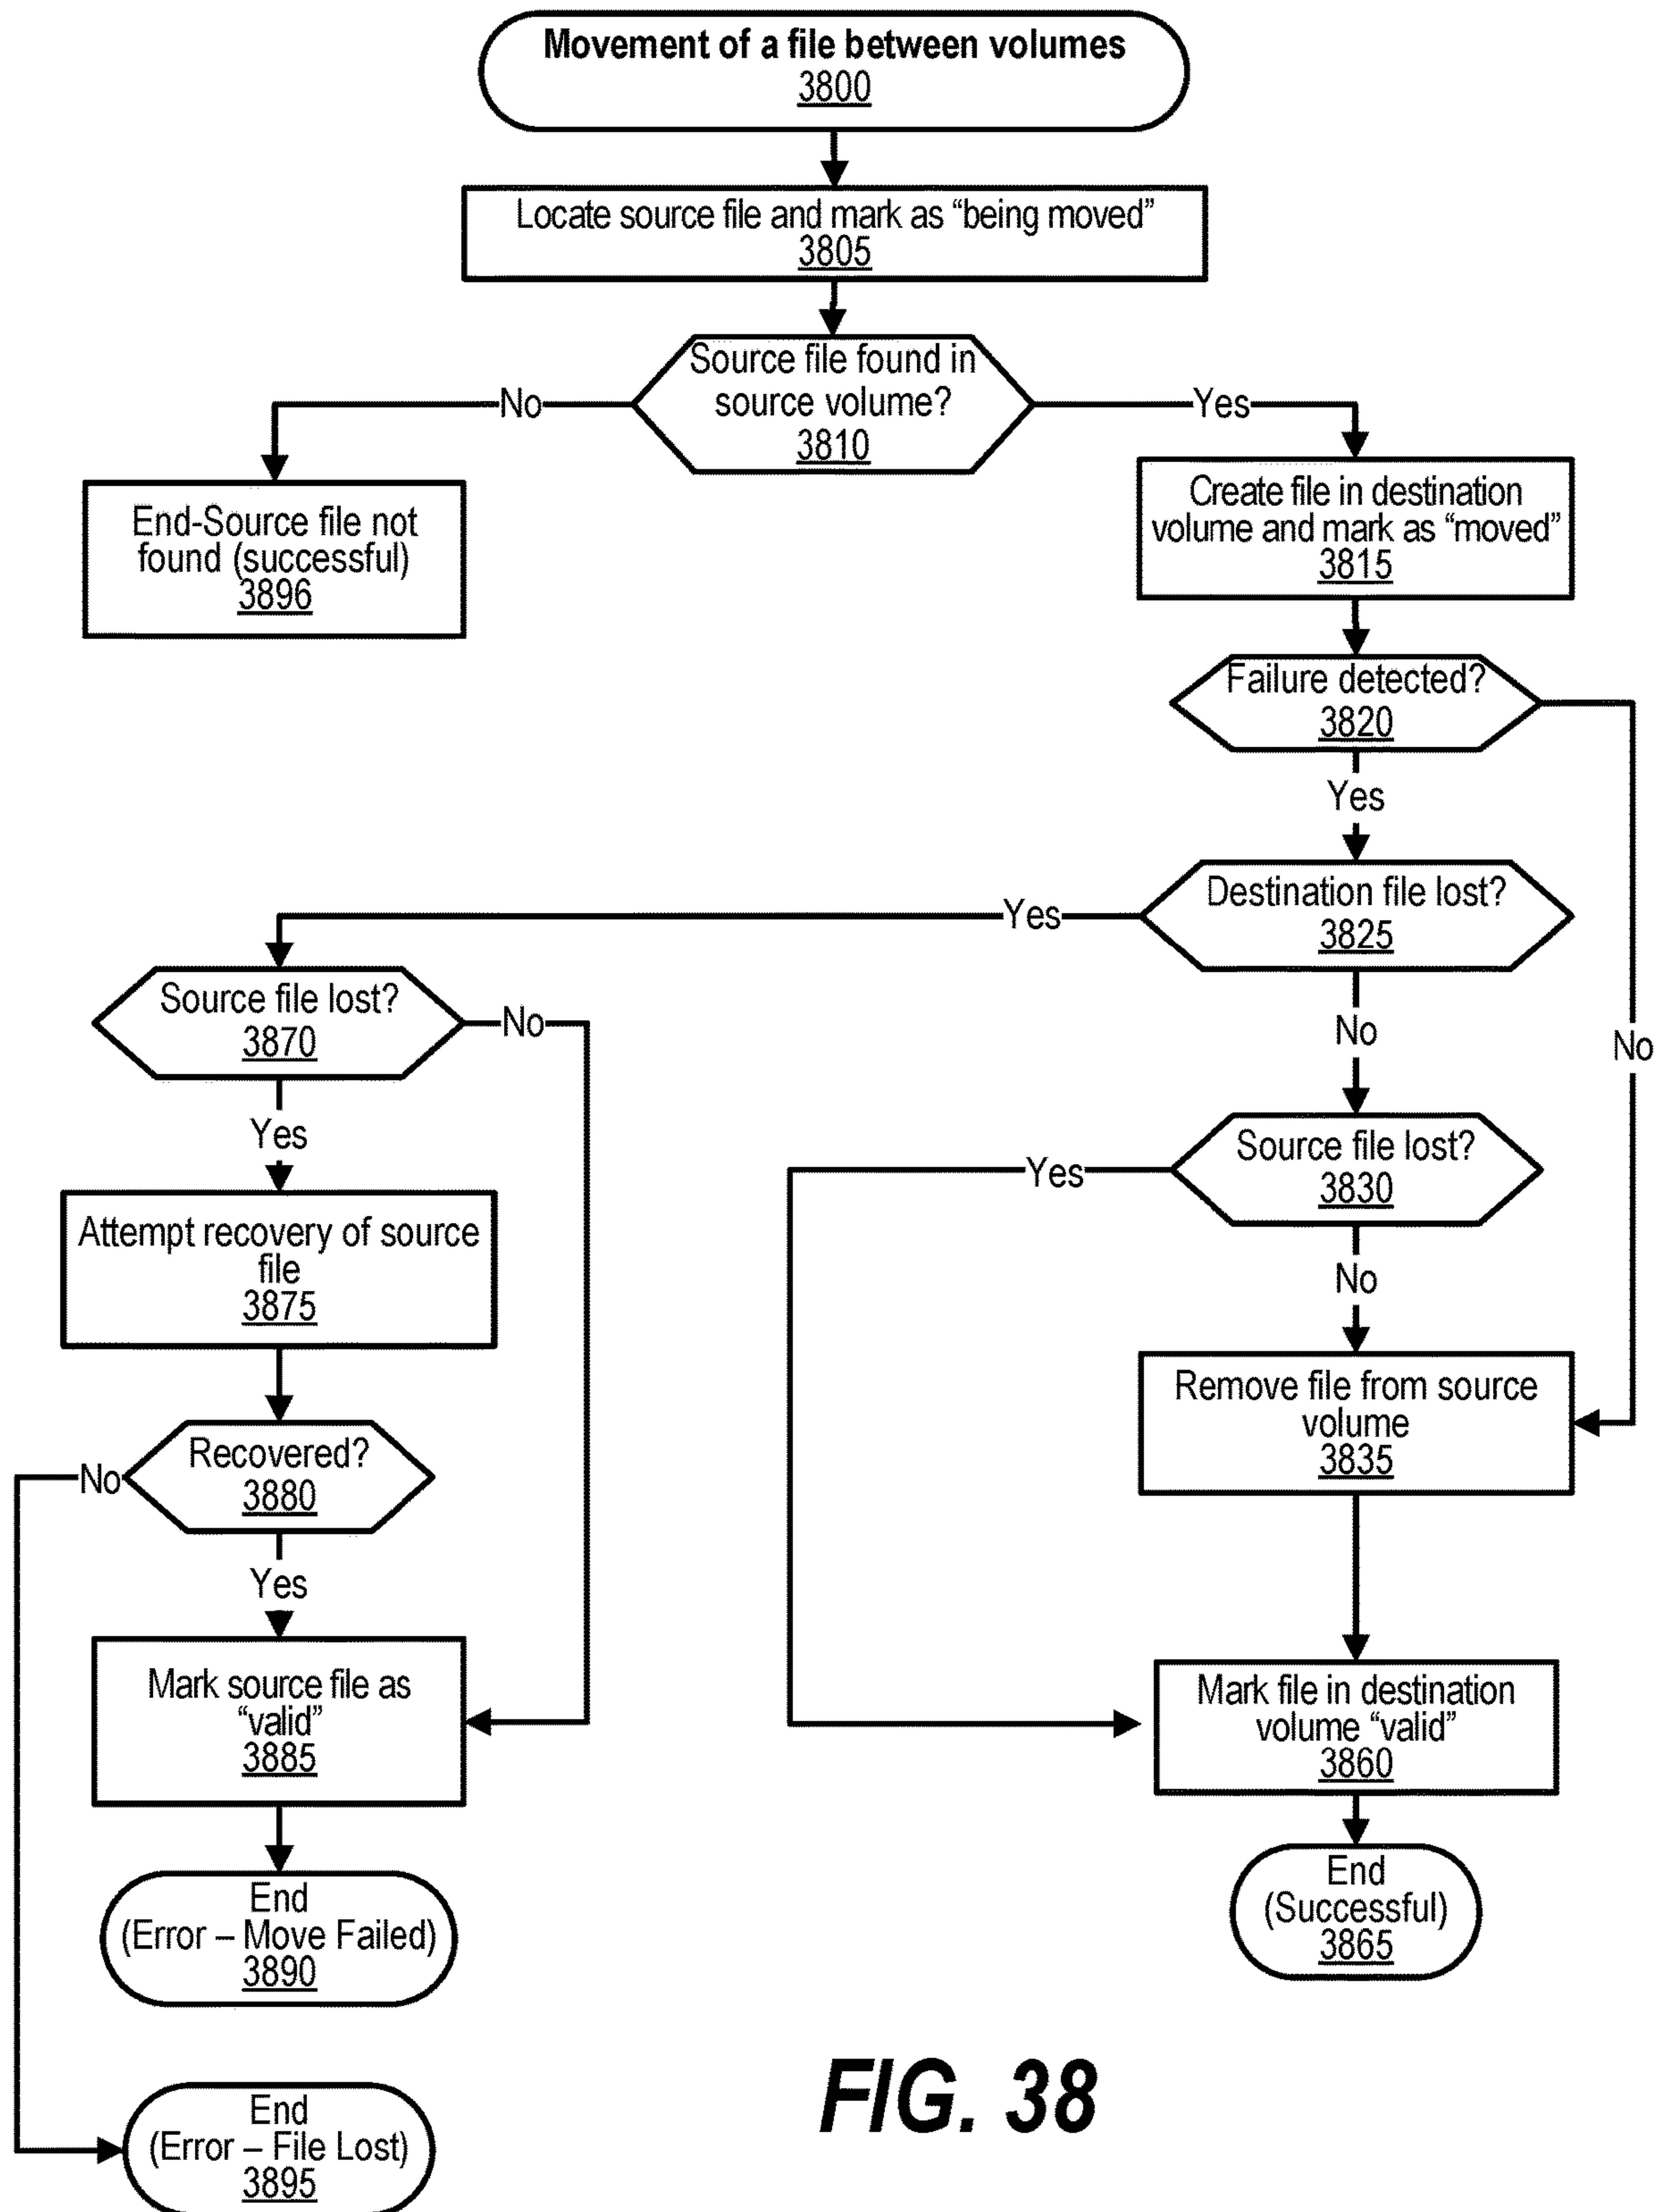 Movement of a file between volumes
3800
Locate source file and mark as “being moved”
3805
Source file found in
source volume?
3810
No
Yes
End-Source file not
found (successful)
3896
Create file in destination
volume and mark as “moved”
3815
Failure detected?
3820
Yes
No
Destination file lost?
3825
Yes
No
Source file lost?
3870
No
Yes
Source file lost?
3830
Yes
No
Attempt recovery of source
file
3875
Remove file from source
volume
3835
Recovered?
3880
No
Yes
Mark source file as
“valid”
3885
Mark file in destination
volume “valid”
3860
End
(Error – Move Failed)
3890
End
(Successful)
3865
End
(Error – File Lost)
3895
FIG. 38